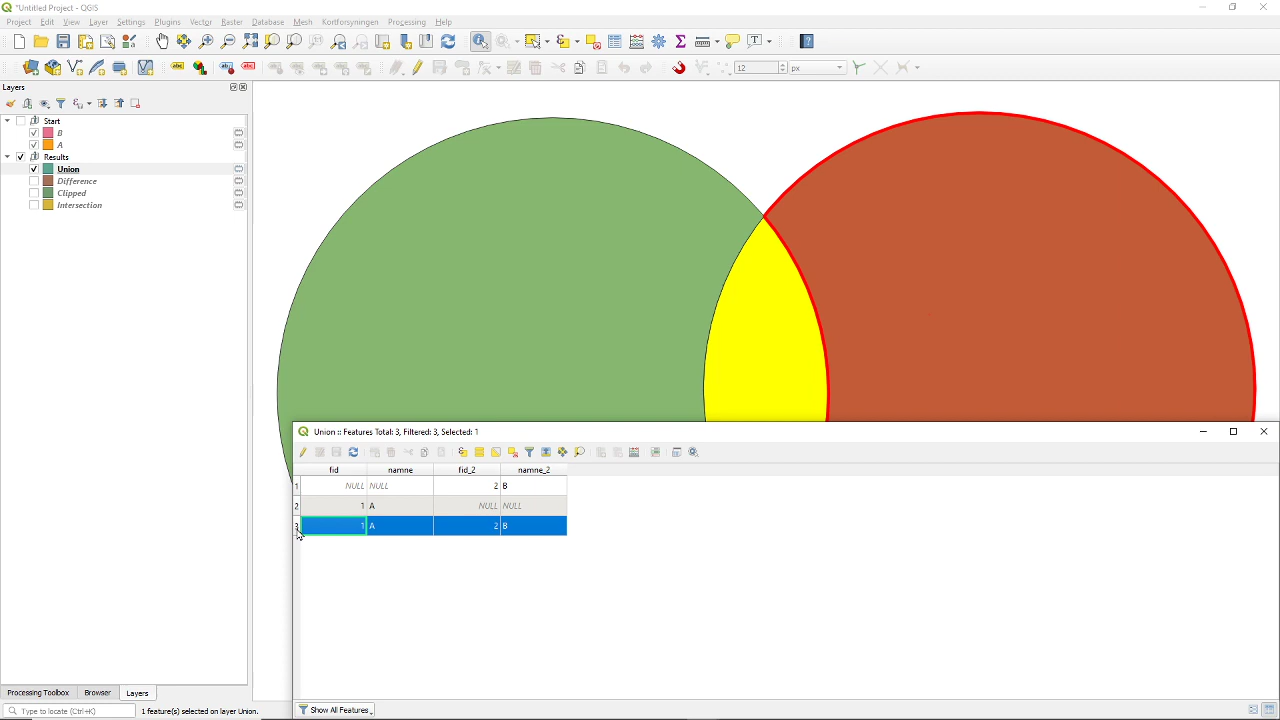 *Untitled Project - QGIS
Project Edit View Layer Settings Plugins Vector Raster Database Mesh Kortforsyningen Processing Help
12 px
Layers
Start
B
A
Results
Union
Difference
Clipped
Intersection
Union :: Features Total: 3, Filtered: 3, Selected: 1
fid namne fid_2 namne_2
1 NULL NULL 2 B
2 1 A NULL NULL
3 1 A 2 B
Show All Features
Processing Toolbox Browser Layers
Type to locate (Ctrl+K) 1 feature(s) selected on layer Union.